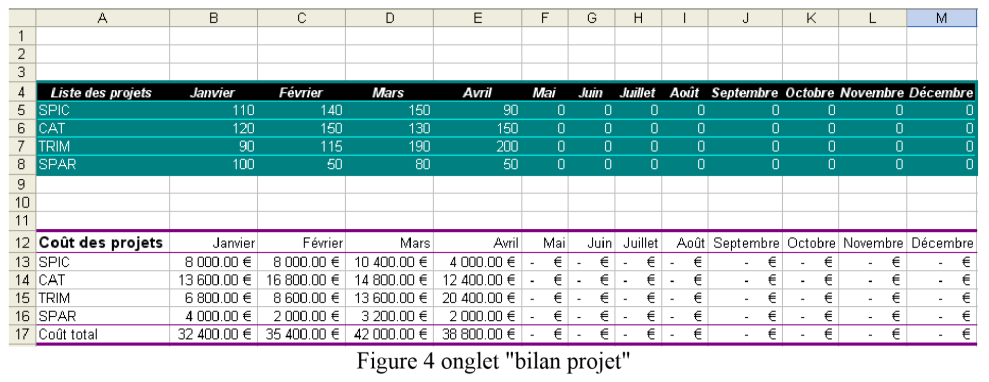 A B C D E F G H I J K L M
1
2
3
4 Liste des projets Janvier Février Mars Avril Mai Juin Juillet Août Septembre Octobre Novembre Décembre
5 SPIC 110 140 150 90 0 0 0 0 0 0 0 0
6 CAT 120 150 130 150 0 0 0 0 0 0 0 0
7 TRIM 90 115 190 200 0 0 0 0 0 0 0 0
8 SPAR 100 50 80 50 0 0 0 0 0 0 0 0
9
10
11
12 Coût des projets Janvier Février Mars Avril Mai Juin Juillet Août Septembre Octobre Novembre Décembre
13 SPIC 8 000.00 € 8 000.00 € 10 400.00 € 4 000.00 € - € - € - € - € - € - € - € - €
14 CAT 13 600.00 € 16 800.00 € 14 800.00 € 12 400.00 € - € - € - € - € - € - € - € - €
15 TRIM 6 800.00 € 8 600.00 € 13 600.00 € 20 400.00 € - € - € - € - € - € - € - € - €
16 SPAR 4 000.00 € 2 000.00 € 3 200.00 € 2 000.00 € - € - € - € - € - € - € - € - €
17 Coût total 32 400.00 € 35 400.00 € 42 000.00 € 38 800.00 € - € - € - € - € - € - € - € - €
Figure 4 onglet "bilan projet"